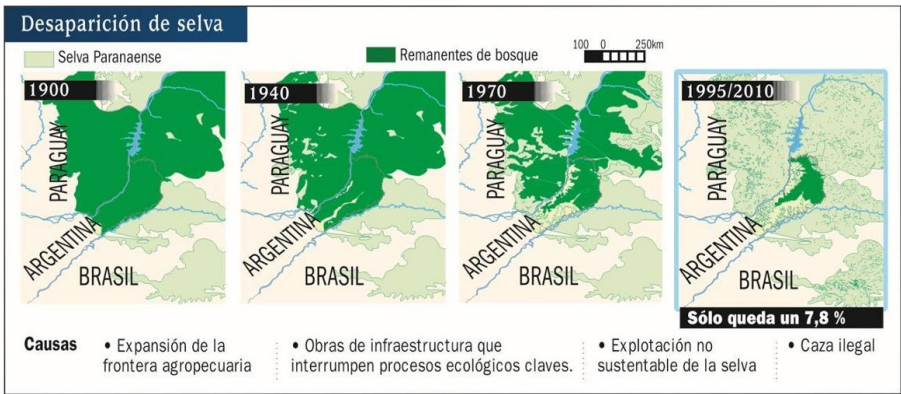 Desaparición de selva
Selva Paranaense
Remanentes de bosque
100 0 250km
1900
PARAGUAY
ARGENTINA
BRASIL
1940
PARAGUAY
ARGENTINA
BRASIL
1970
PARAGUAY
ARGENTINA
BRASIL
1995/2010
PARAGUAY
ARGENTINA
BRASIL
Sólo queda un 7,8 %
Causas
• Expansión de la
frontera agropecuaria
• Obras de infraestructura que
interrumpen procesos ecológicos claves.
• Explotación no
sustentable de la selva
• Caza ilegal